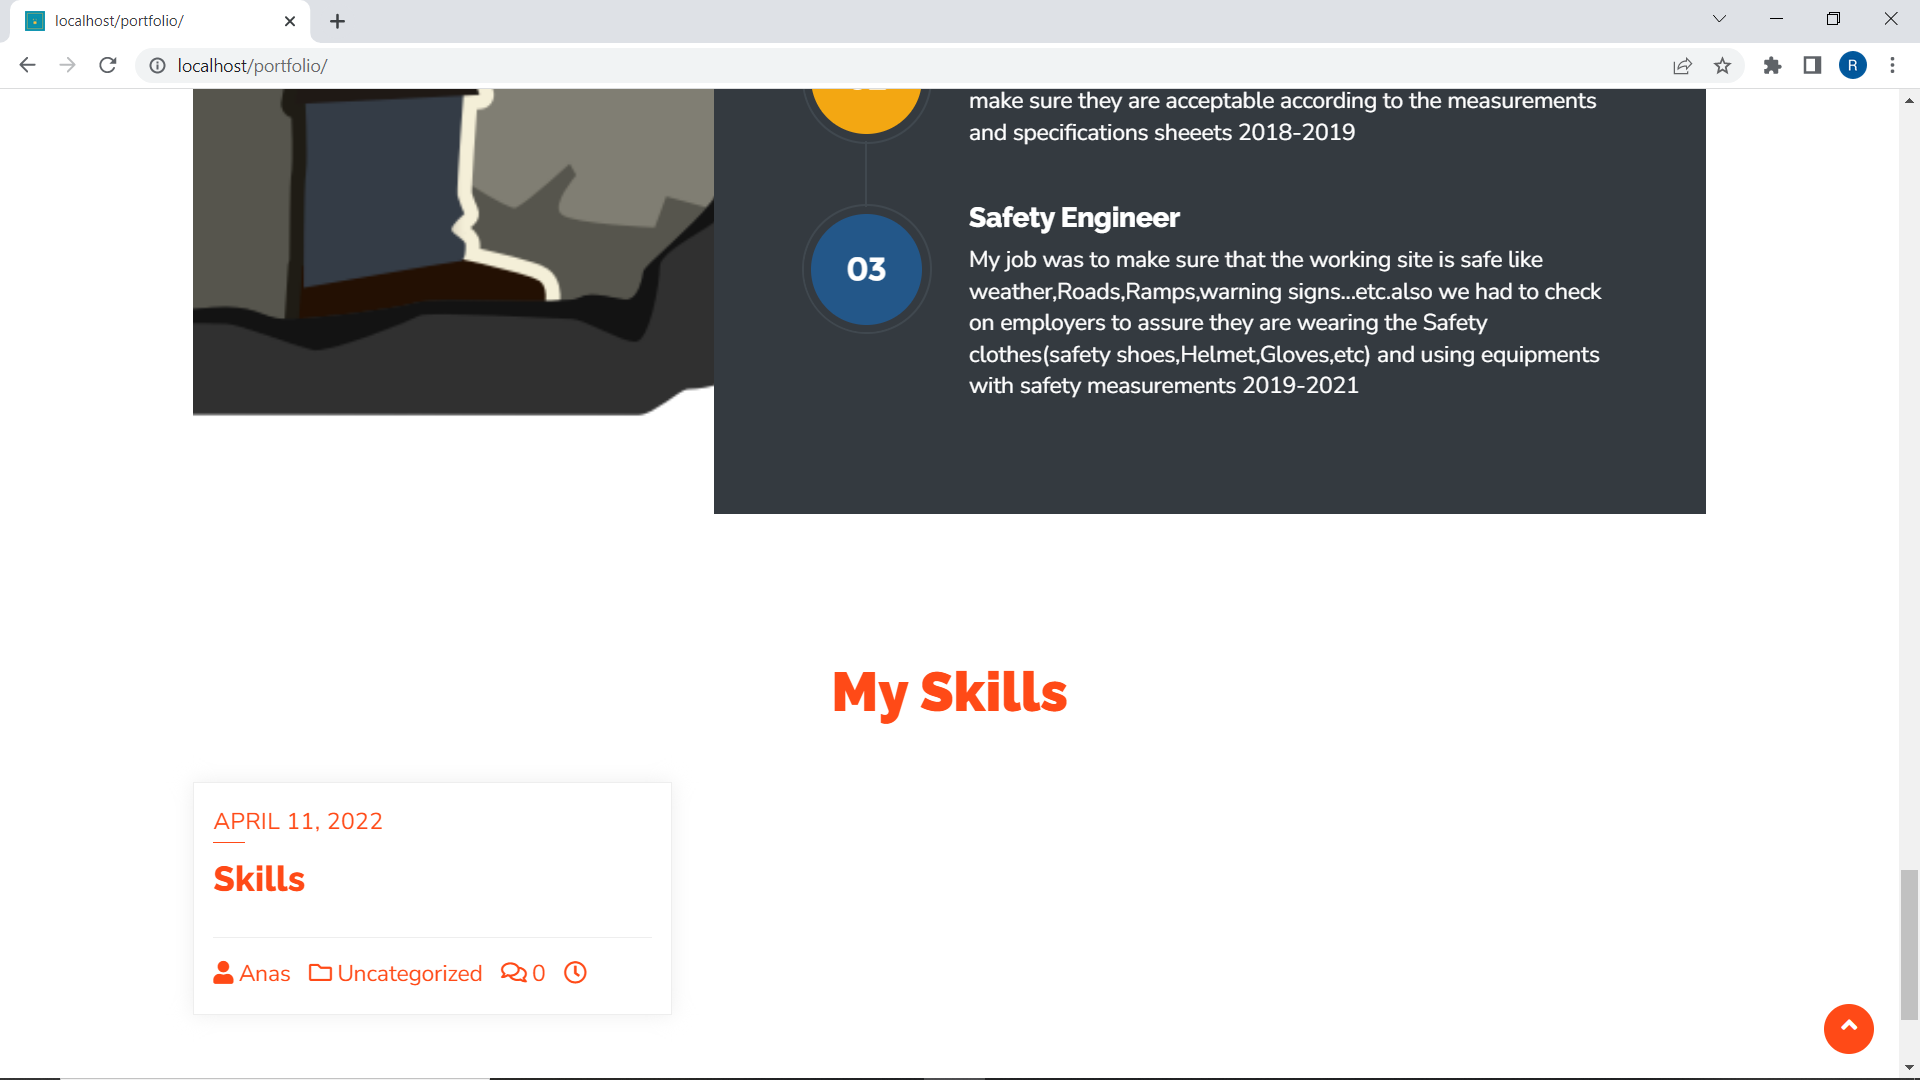 localhost/portfolio/
localhost/portfolio/
R
make sure they are acceptable according to the measurements
and specifications sheeets 2018-2019
03
Safety Engineer
My job was to make sure that the working site is safe like
weather,Roads,Ramps,warning signs...etc.also we had to check
on employers to assure they are wearing the Safety
clothes(safety shoes,Helmet,Gloves,etc) and using equipments
with safety measurements 2019-2021
My Skills
APRIL 11, 2022
Skills
Anas Uncategorized 0